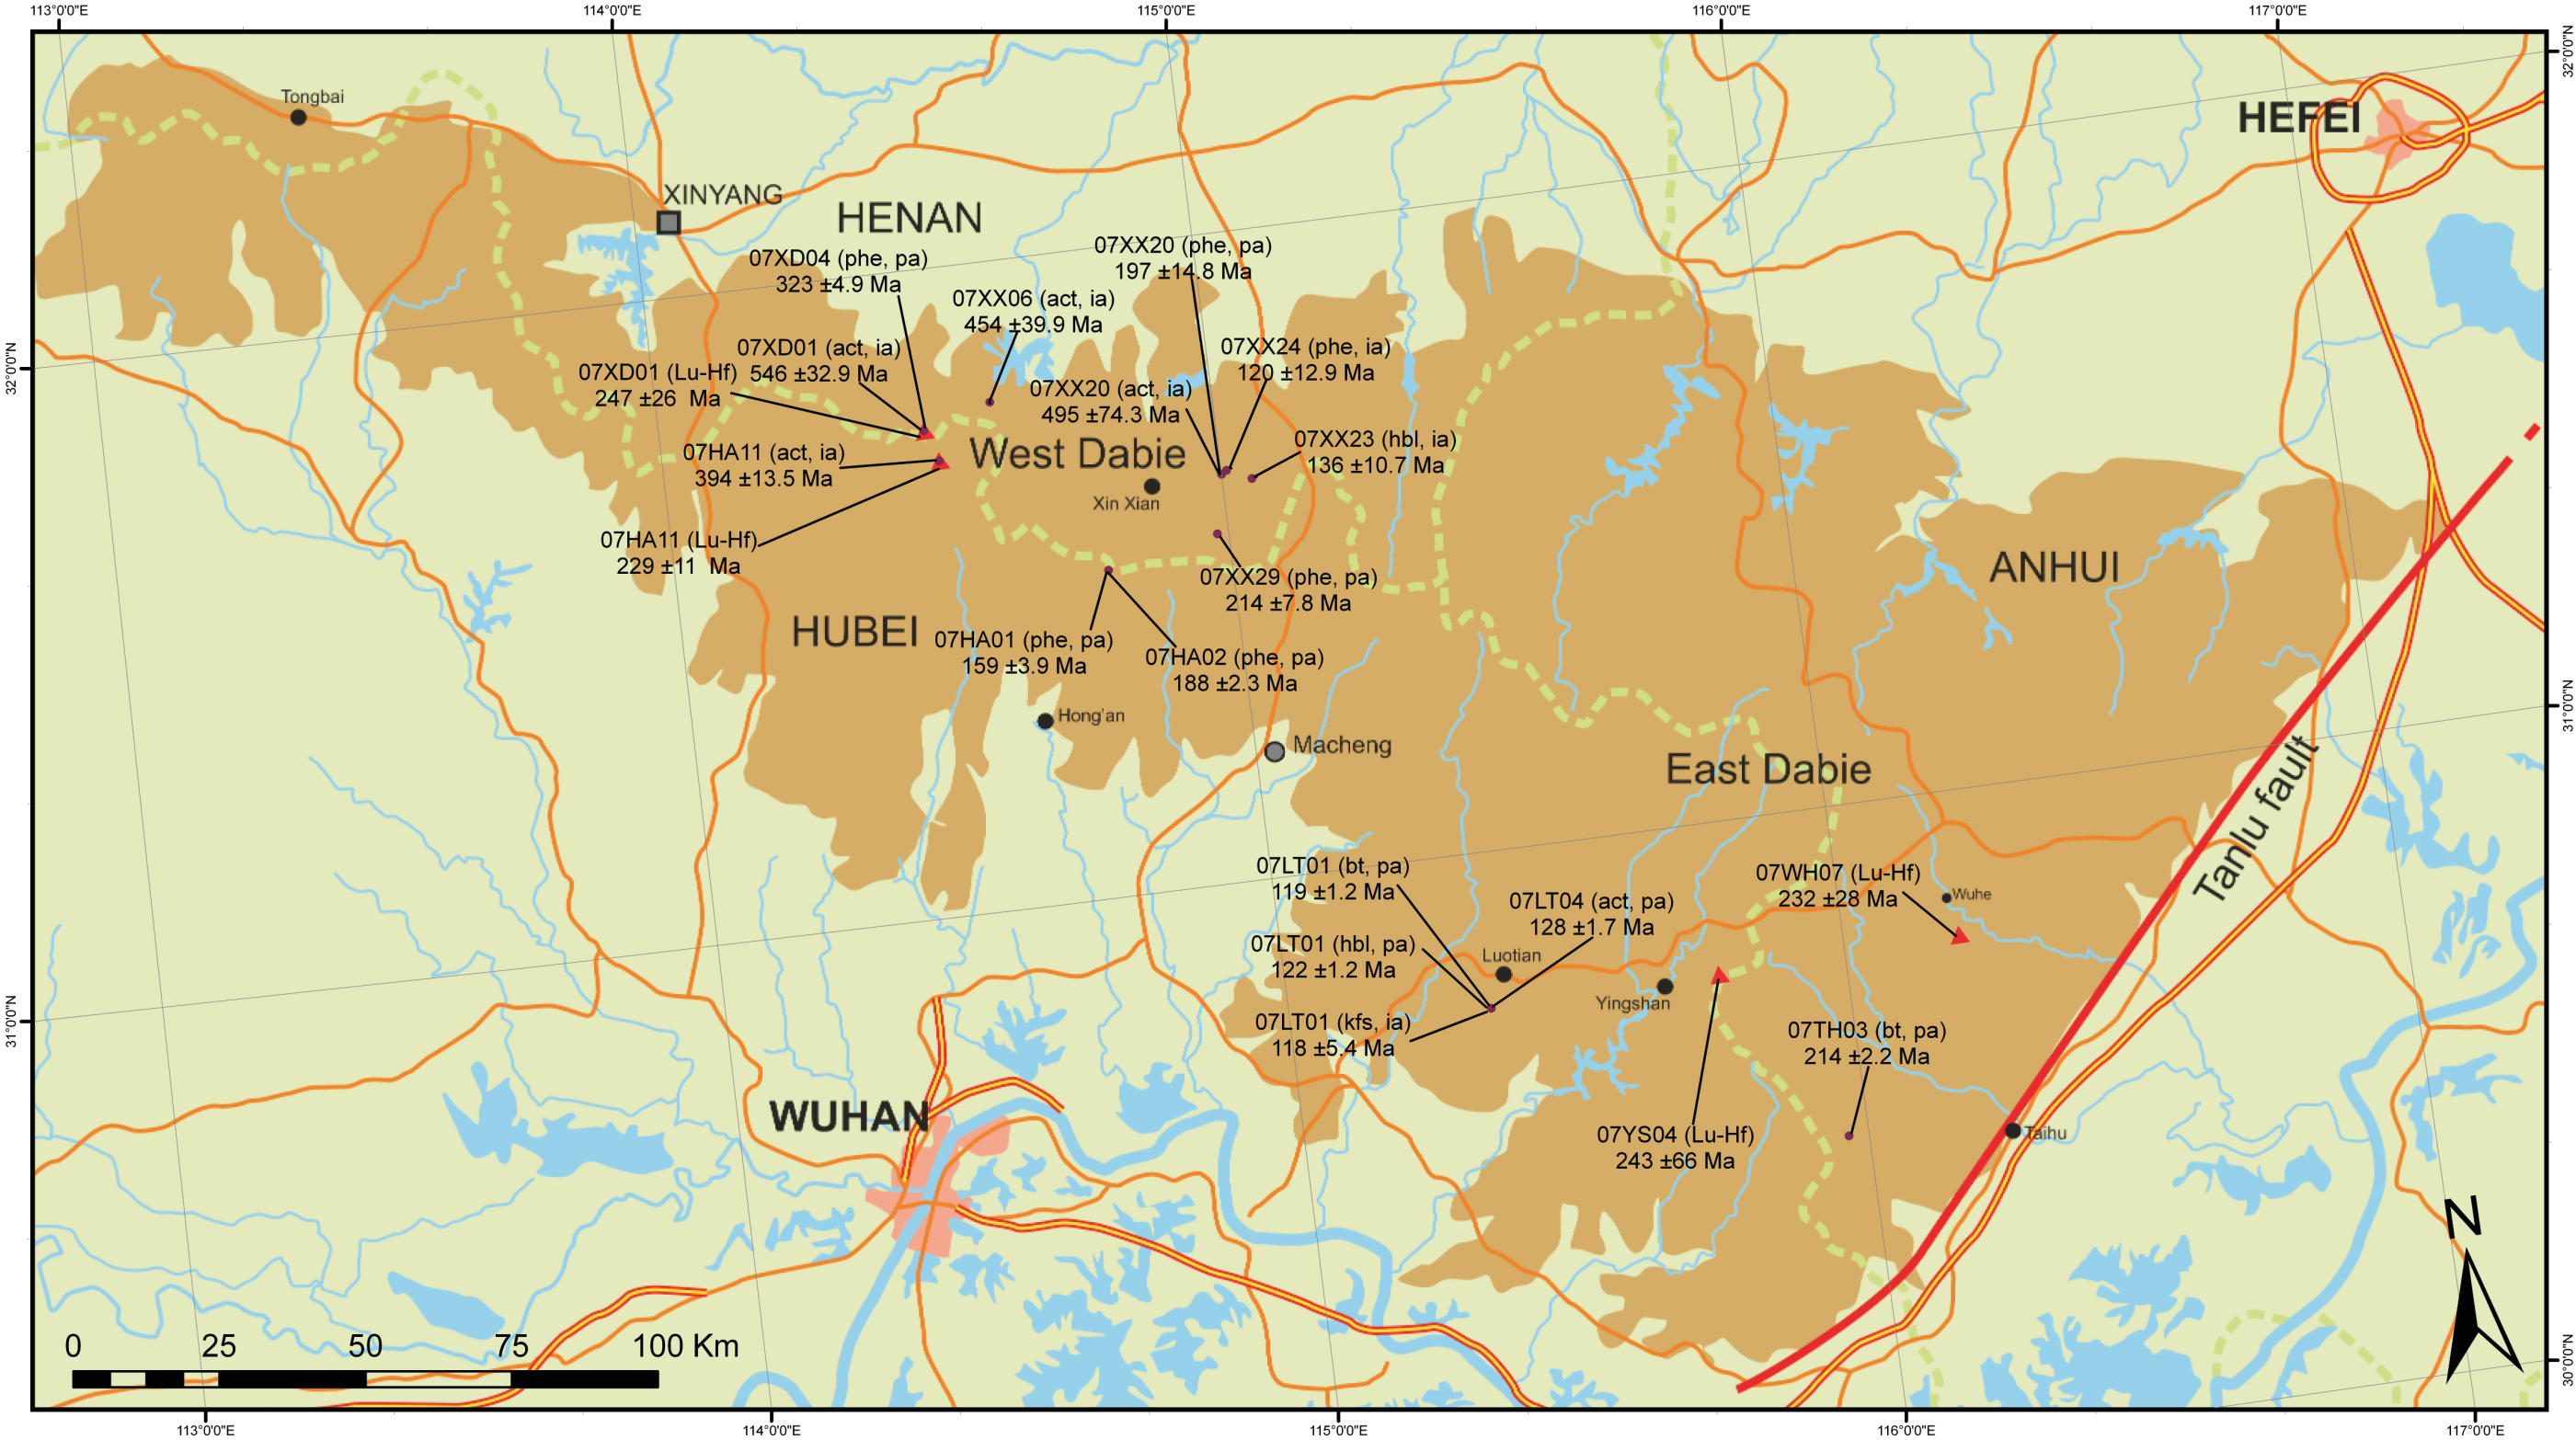 113°0'0"E
114°0'0"E
115°0'0"E
116°0'0"E
117°0'0"E
32°0'0"N
Tongbai
HEFEI
XINYANG
HENAN
07XD04 (phe, pa)
323 ±4.9 Ma
07XX20 (phe, pa)
197 ±14.8 Ma
07XX06 (act, ia)
454 ±39.9 Ma
07XD01 (act, ia)
546 ±32.9 Ma
07XX24 (phe, ia)
120 ±12.9 Ma
32°0'0"N
07XD01 (Lu-Hf)
247 ±26 Ma
07XX20 (act, ia)
495 ±74.3 Ma
07HA11 (act, ia)
394 ±13.5 Ma
West Dabie
07XX23 (hbl, ia)
136 ±10.7 Ma
Xin Xian
07HA11 (Lu-Hf)
229 ±11 Ma
07XX29 (phe, pa)
214 ±7.8 Ma
ANHUI
HUBEI
07HA01 (phe, pa)
159 ±3.9 Ma
07HA02 (phe, pa)
188 ±2.3 Ma
31°0'0"N
Hong'an
Macheng
East Dabie
Tanlu fault
07LT01 (bt, pa)
119 ±1.2 Ma
07LT04 (act, pa)
128 ±1.7 Ma
07WH07 (Lu-Hf)
232 ±28 Ma
Wuhe
07LT01 (hbl, pa)
122 ±1.2 Ma
Luotian
Yingshan
31°0'0"N
07LT01 (kfs, ia)
118 ±5.4 Ma
07TH03 (bt, pa)
214 ±2.2 Ma
WUHAN
07YS04 (Lu-Hf)
243 ±66 Ma
Taihu
N
0 25 50 75 100 Km
30°0'0"N
113°0'0"E
114°0'0"E
115°0'0"E
116°0'0"E
117°0'0"E